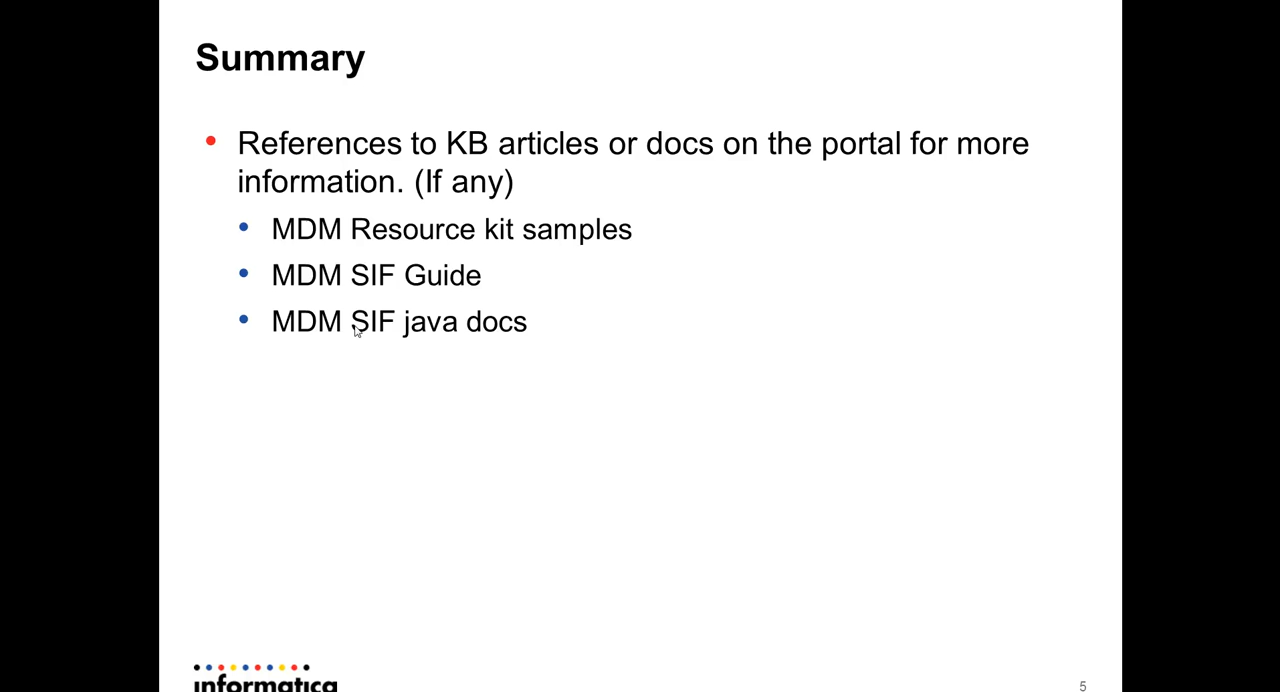 Summary
• References to KB articles or docs on the portal for more
information. (If any)
• MDM Resource kit samples
• MDM SIF Guide
• MDM SIF java docs
informatica
5